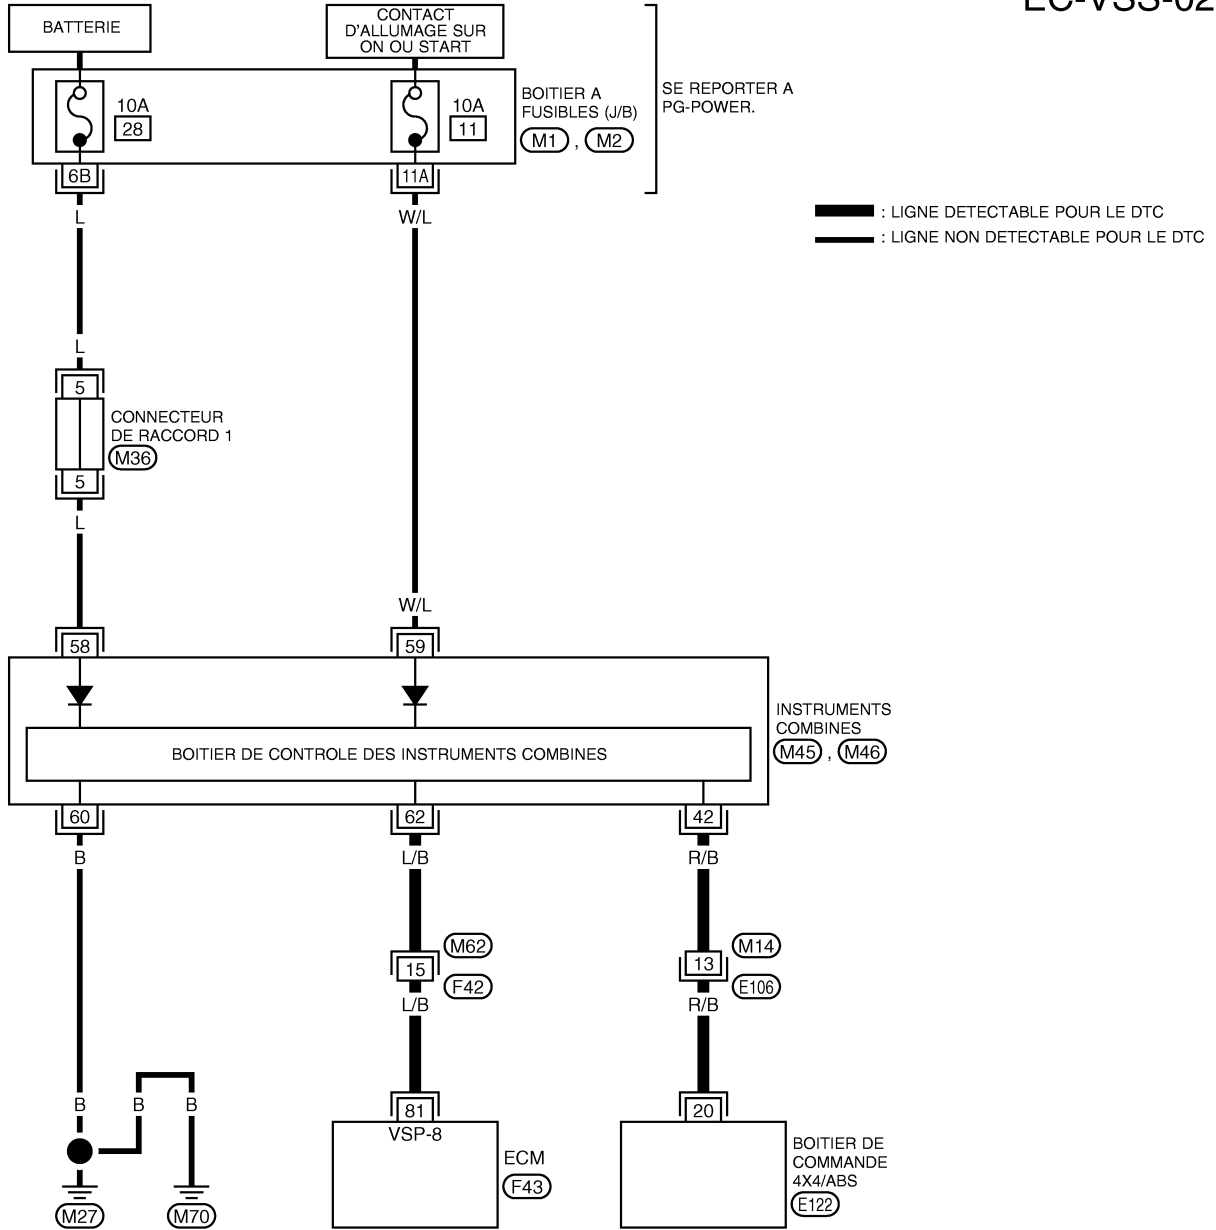 EC-VSS-02
BATTERIE
CONTACT
D'ALLUMAGE SUR
ON OU START
10A
28
10A
11
BOITIER A
FUSIBLES (J/B)
M1 , M2
SE REPORTER A
PG-POWER.
6B
11A
L
W/L
: LIGNE DETECTABLE POUR LE DTC
: LIGNE NON DETECTABLE POUR LE DTC
L
5
CONNECTEUR
DE RACCORD 1
M36
5
L
W/L
58
59
INSTRUMENTS
COMBINES
M45 , M46
BOITIER DE CONTROLE DES INSTRUMENTS COMBINES
60
62
42
B
L/B
R/B
M62
15
F42
M14
13
E106
L/B
R/B
B
B
B
81
VSP-8
ECM
F43
20
BOITIER DE
COMMANDE
4X4/ABS
E122
M27
M70